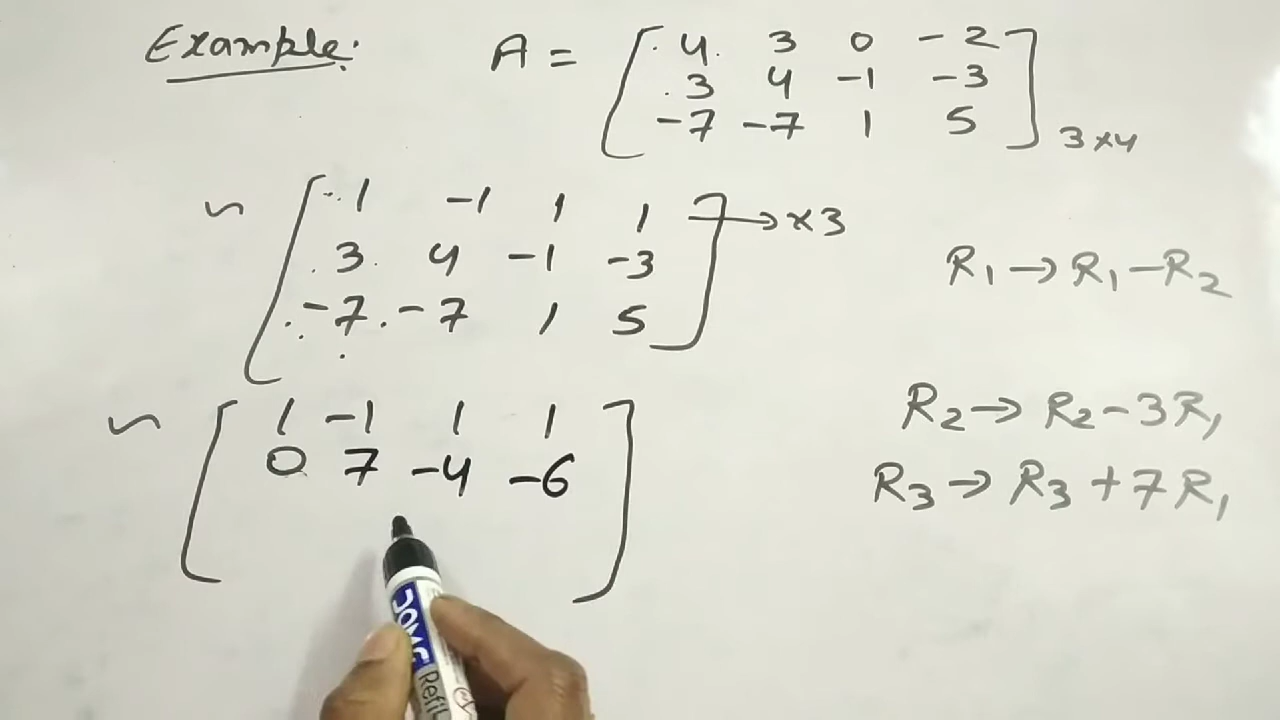 Example: A = [ 4 3 0 -2
3 4 -1 -3
-7 -7 1 5 ] 3×4
~ [ 1 -1 1 1 → ×3
3 4 -1 -3
-7 -7 1 5 ]
R1 → R1 - R2
~ [ 1 -1 1 1
0 7 -4 -6 ]
R2 → R2 - 3R1
R3 → R3 + 7R1
Refil